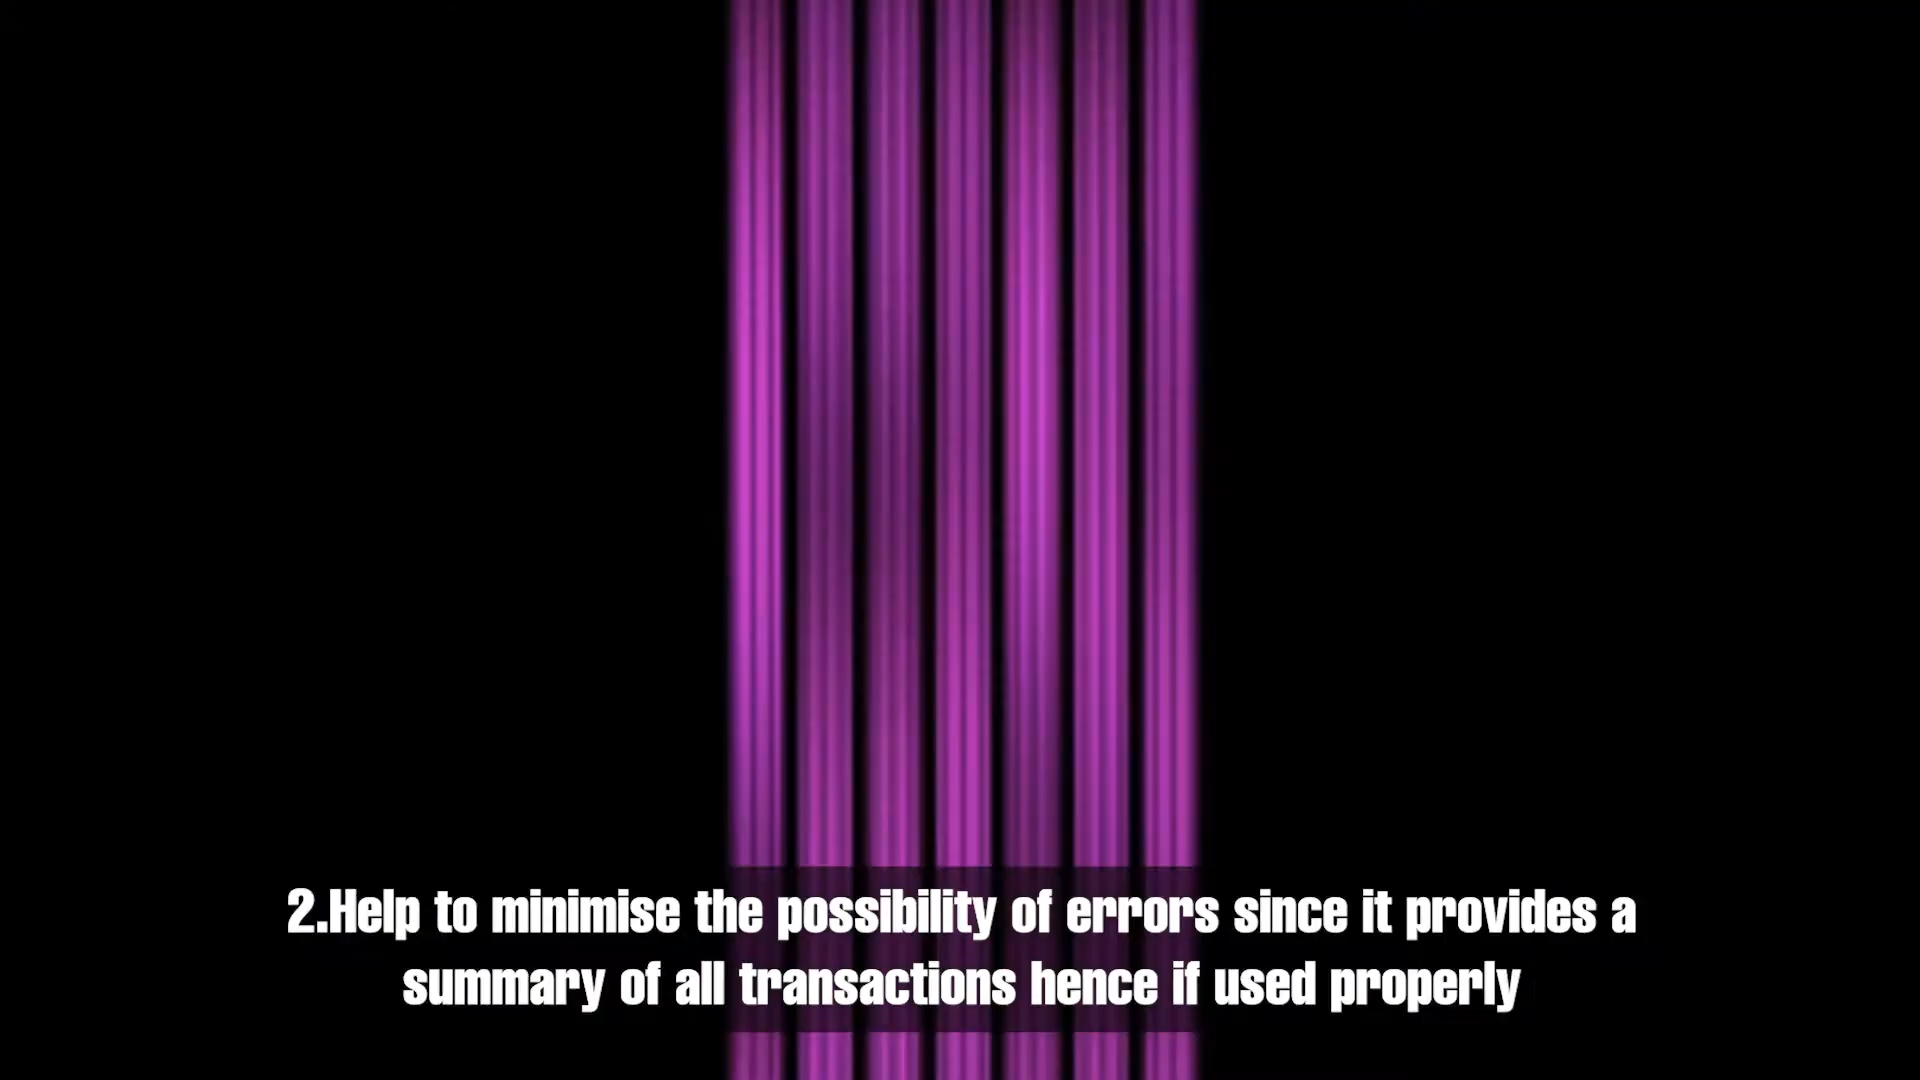 2.Help to minimise the possibility of errors since it provides a
summary of all transactions hence if used properly